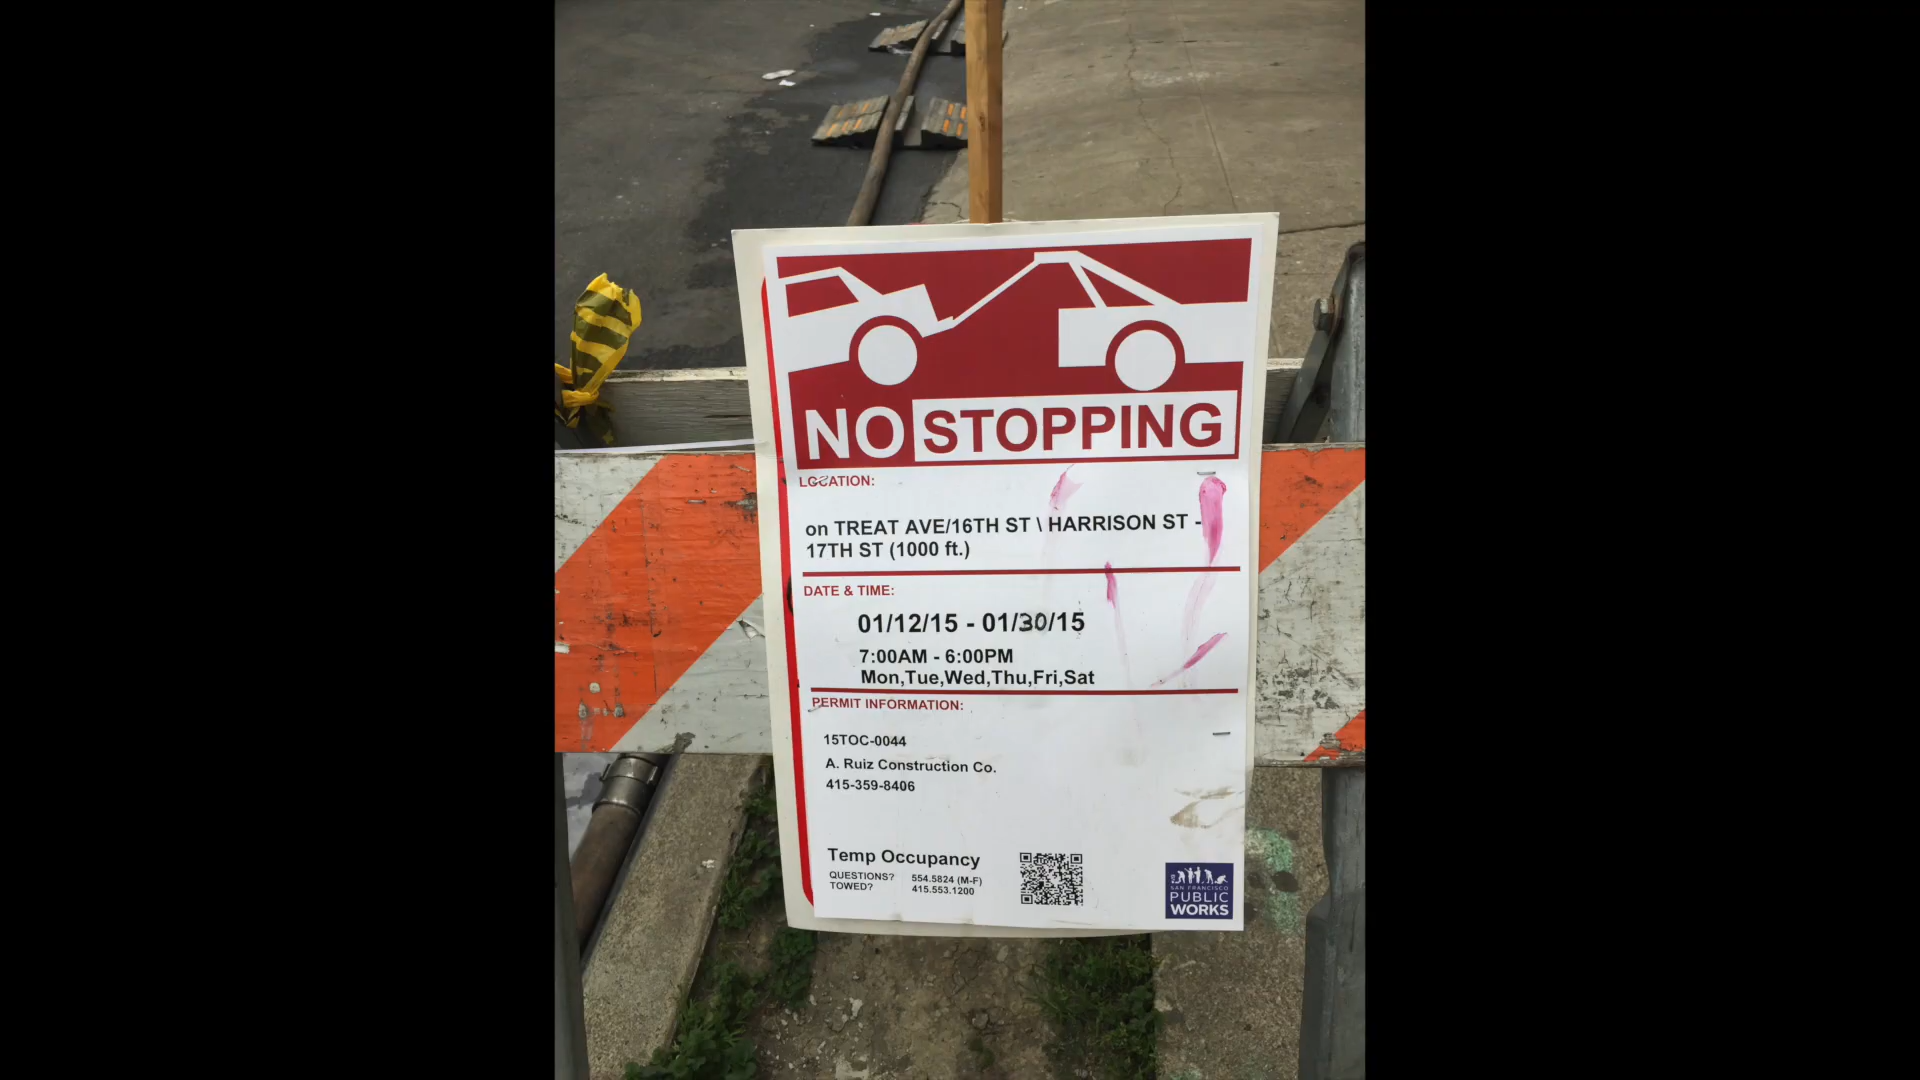 NO STOPPING
LOCATION:
on TREAT AVE/16TH ST \ HARRISON ST -
17TH ST (1000 ft.)
DATE & TIME:
01/12/15 - 01/30/15
7:00AM - 6:00PM
Mon,Tue,Wed,Thu,Fri,Sat
PERMIT INFORMATION:
15TOC-0044
A. Ruiz Construction Co.
415-359-8406
Temp Occupancy
QUESTIONS? 554.5824 (M-F)
TOWED? 415.553.1200
SAN FRANCISCO
PUBLIC
WORKS